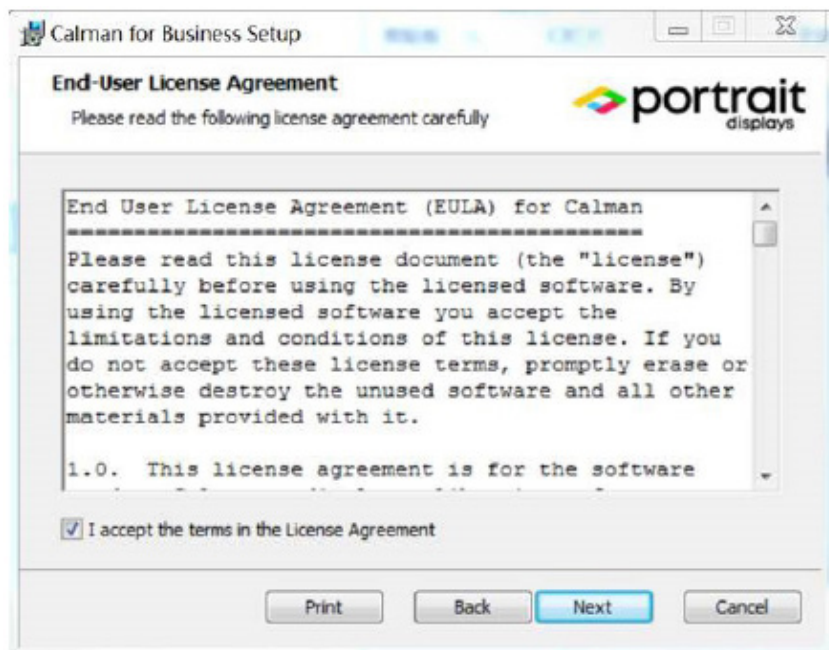 Calman for Business Setup
End-User License Agreement
Please read the following license agreement carefully
portrait
displays
End User License Agreement (EULA) for Calman
===========================================
Please read this license document (the "license")
carefully before using the licensed software. By
using the licensed software you accept the
limitations and conditions of this license. If you
do not accept these license terms, promptly erase or
otherwise destroy the unused software and all other
materials provided with it.
1.0.  This license agreement is for the software
I accept the terms in the License Agreement
Print
Back
Next
Cancel